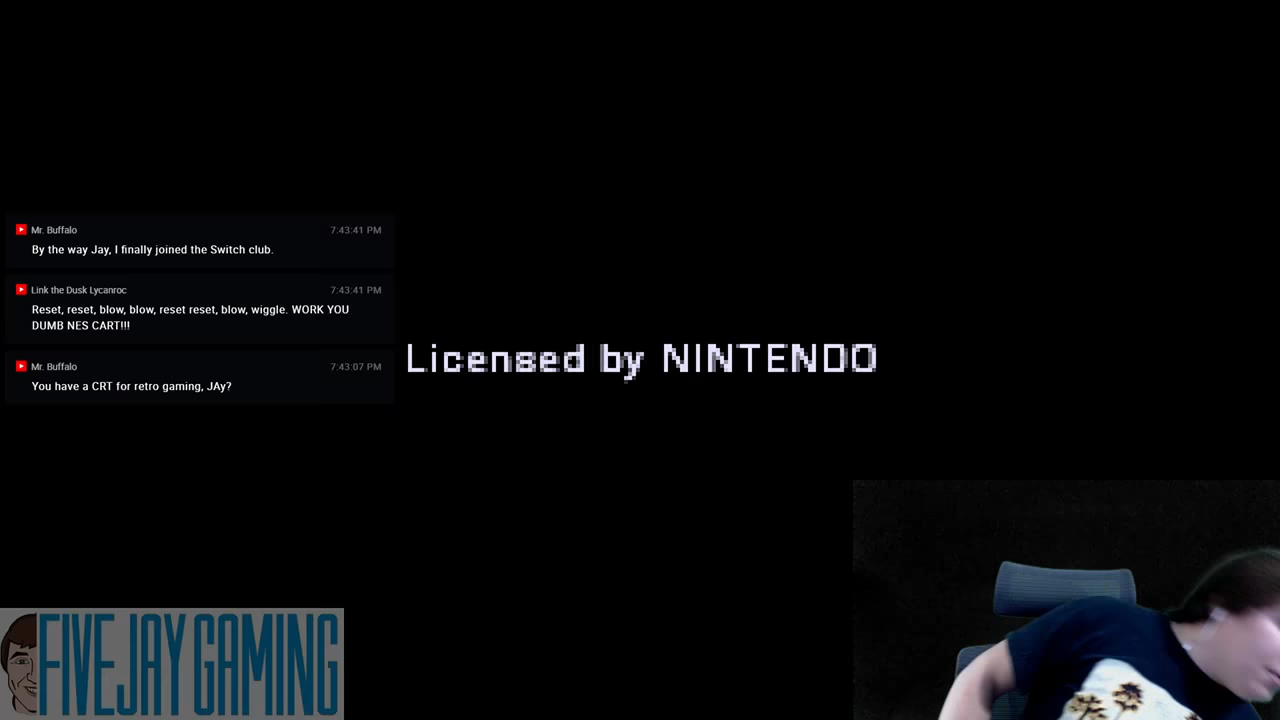 Mr. Buffalo 7:43:41 PM
By the way Jay, I finally joined the Switch club.
Link the Dusk Lycanroc 7:43:41 PM
Reset, reset, blow, blow, reset reset, blow, wiggle. WORK YOU
DUMB NES CART!!!
Mr. Buffalo 7:43:07 PM
You have a CRT for retro gaming, JAy?
Licensed by NINTENDO
FIVEJAYGAMING